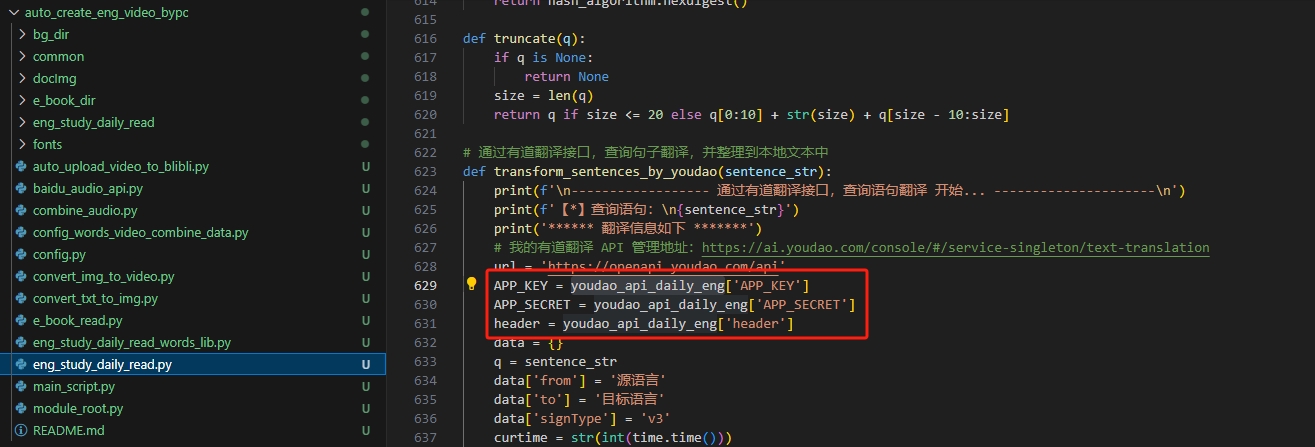 auto_create_eng_video_bypc
bg_dir
common
docImg
e_book_dir
eng_study_daily_read
fonts
auto_upload_video_to_blibli.py U
baidu_audio_api.py U
combine_audio.py U
config_words_video_combine_data.py U
config.py U
convert_img_to_video.py U
convert_txt_to_img.py U
e_book_read.py U
eng_study_daily_read_words_lib.py U
eng_study_daily_read.py U
main_script.py U
module_root.py U
README.md U
614 return hash_algorithm.hexdigest()
615
616 def truncate(q):
617 if q is None:
618 return None
619 size = len(q)
620 return q if size <= 20 else q[0:10] + str(size) + q[size - 10:size]
621
622 # 通过有道翻译接口，查询句子翻译，并整理到本地文本中
623 def transform_sentences_by_youdao(sentence_str):
624 print(f'\n------------------ 通过有道翻译接口，查询语句翻译 开始... ---------------------\n')
625 print(f'【*】查询语句：\n{sentence_str}')
626 print('****** 翻译信息如下 *******')
627 # 我的有道翻译 API 管理地址：https://ai.youdao.com/console/#/service-singleton/text-translation
628 url = 'https://openapi.youdao.com/api'
629 APP_KEY = youdao_api_daily_eng['APP_KEY']
630 APP_SECRET = youdao_api_daily_eng['APP_SECRET']
631 header = youdao_api_daily_eng['header']
632 data = {}
633 q = sentence_str
634 data['from'] = '源语言'
635 data['to'] = '目标语言'
636 data['signType'] = 'v3'
637 curtime = str(int(time.time()))